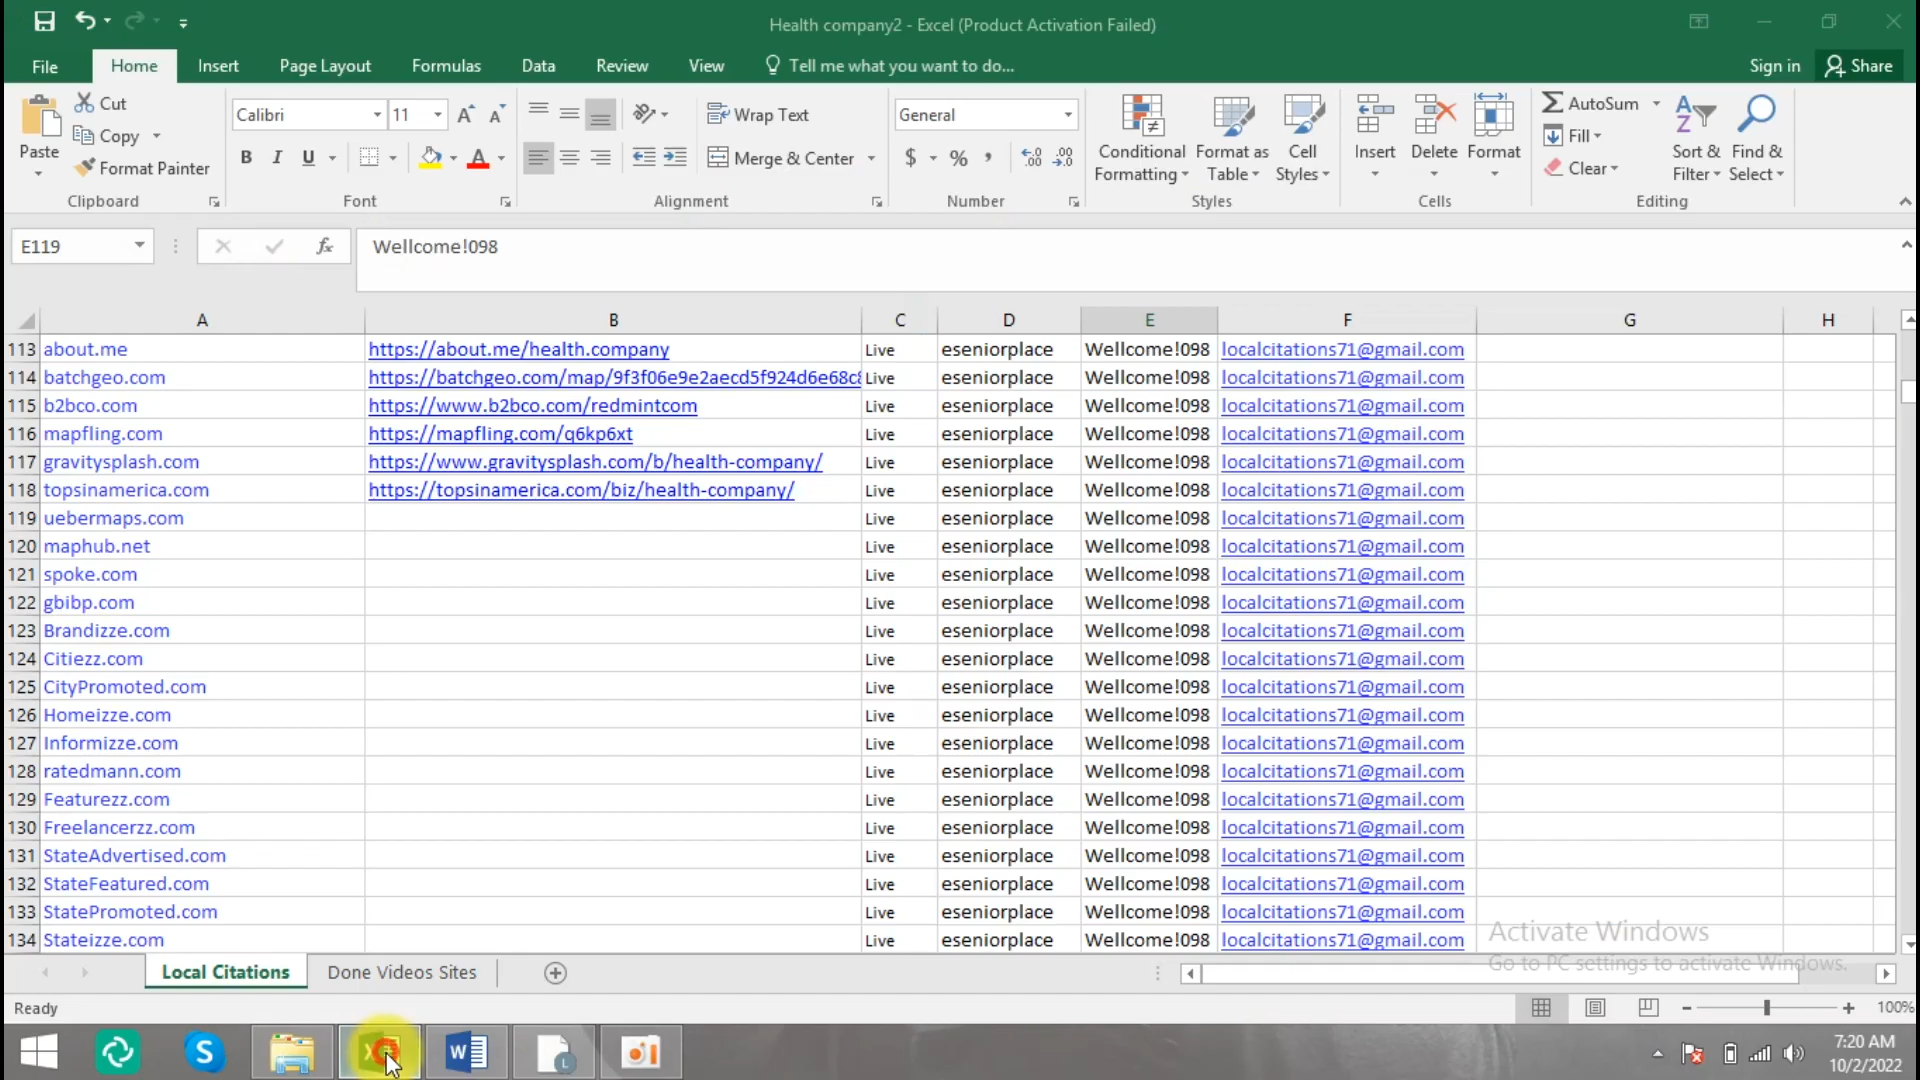 Health company2 - Excel (Product Activation Failed)
File Home Insert Page Layout Formulas Data Review View Tell me what you want to do... Sign in Share
Paste Cut Copy Format Painter Clipboard
Calibri 11 B I U A A A Font
Wrap Text Merge & Center Alignment
General $ % , .00 .0 Number
Conditional Formatting Format as Table Cell Styles Styles
Insert Delete Format Cells
AutoSum Fill Clear Sort & Filter Find & Select Editing
E119 fx Wellcome!098
A B C D E F G H
113 about.me https://about.me/health.company Live eseniorplace Wellcome!098 localcitations71@gmail.com
114 batchgeo.com https://batchgeo.com/map/9f3f06e9e2aecd5f924d6e68c8 Live eseniorplace Wellcome!098 localcitations71@gmail.com
115 b2bco.com https://www.b2bco.com/redmintcom Live eseniorplace Wellcome!098 localcitations71@gmail.com
116 mapfling.com https://mapfling.com/q6kp6xt Live eseniorplace Wellcome!098 localcitations71@gmail.com
117 gravitysplash.com https://www.gravitysplash.com/b/health-company/ Live eseniorplace Wellcome!098 localcitations71@gmail.com
118 topsinamerica.com https://topsinamerica.com/biz/health-company/ Live eseniorplace Wellcome!098 localcitations71@gmail.com
119 uebermaps.com Live eseniorplace Wellcome!098 localcitations71@gmail.com
120 maphub.net Live eseniorplace Wellcome!098 localcitations71@gmail.com
121 spoke.com Live eseniorplace Wellcome!098 localcitations71@gmail.com
122 gbibp.com Live eseniorplace Wellcome!098 localcitations71@gmail.com
123 Brandizze.com Live eseniorplace Wellcome!098 localcitations71@gmail.com
124 Citiezz.com Live eseniorplace Wellcome!098 localcitations71@gmail.com
125 CityPromoted.com Live eseniorplace Wellcome!098 localcitations71@gmail.com
126 Homeizze.com Live eseniorplace Wellcome!098 localcitations71@gmail.com
127 Informizze.com Live eseniorplace Wellcome!098 localcitations71@gmail.com
128 ratedmann.com Live eseniorplace Wellcome!098 localcitations71@gmail.com
129 Featurezz.com Live eseniorplace Wellcome!098 localcitations71@gmail.com
130 Freelancerzz.com Live eseniorplace Wellcome!098 localcitations71@gmail.com
131 StateAdvertised.com Live eseniorplace Wellcome!098 localcitations71@gmail.com
132 StateFeatured.com Live eseniorplace Wellcome!098 localcitations71@gmail.com
133 StatePromoted.com Live eseniorplace Wellcome!098 localcitations71@gmail.com
134 Stateizze.com Live eseniorplace Wellcome!098 localcitations71@gmail.com
Activate Windows
Go to PC settings to activate Windows.
Local Citations Done Videos Sites
Ready 100%
7:20 AM
10/2/2022